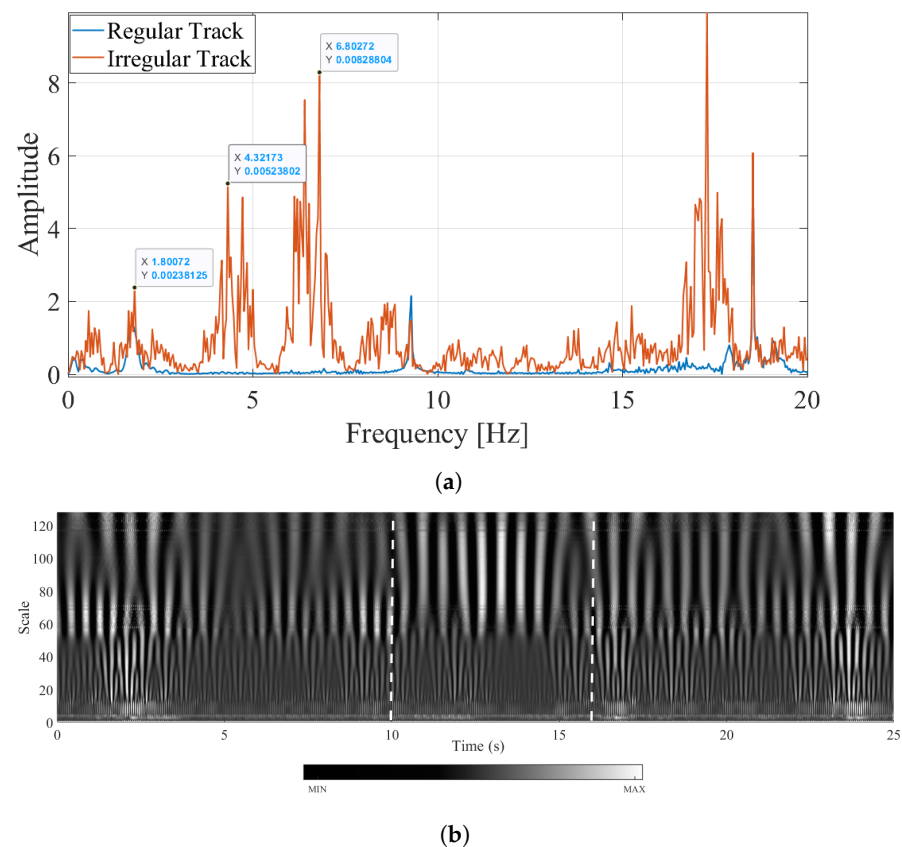 Regular Track
Irregular Track
X 6.80272
Y 0.00828804
X 4.32173
Y 0.00523802
X 1.80072
Y 0.00238125
Amplitude
8
6
4
2
0
0 5 10 15 20
Frequency [Hz]
(a)
Scale
120
100
80
60
40
20
0
0 5 10 15 20 25
Time (s)
MIN MAX
(b)